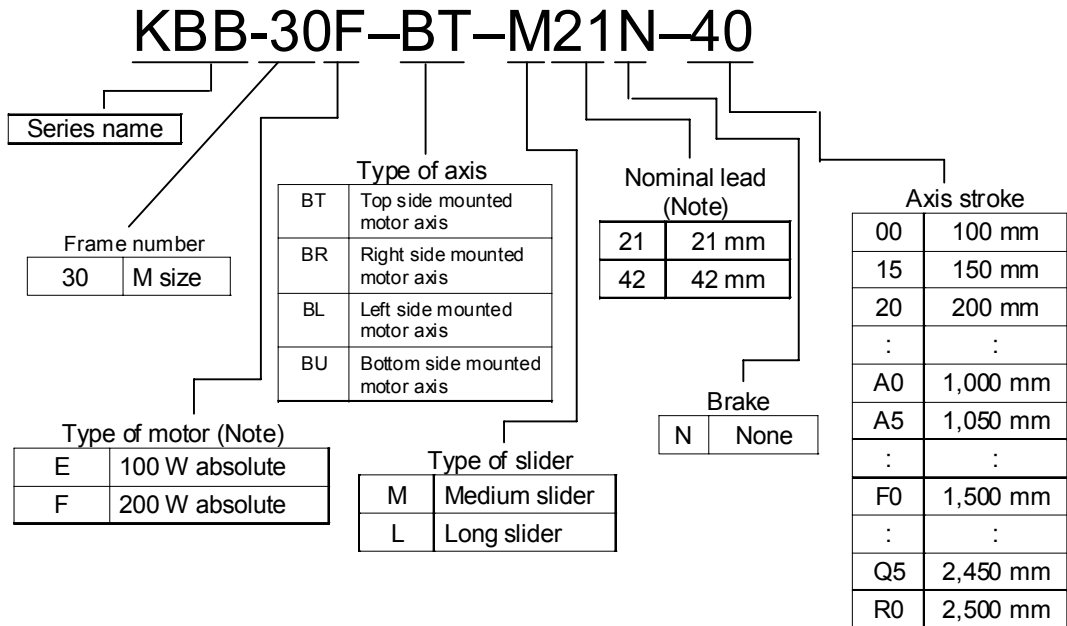 KBB-30F–BT–M21N–40
Series name
Frame number
30 M size
Type of motor (Note)
E 100 W absolute
F 200 W absolute
Type of axis
BT Top side mounted
motor axis
BR Right side mounted
motor axis
BL Left side mounted
motor axis
BU Bottom side mounted
motor axis
Type of slider
M Medium slider
L Long slider
Nominal lead
(Note)
21 21 mm
42 42 mm
Brake
N None
Axis stroke
00 100 mm
15 150 mm
20 200 mm
: :
A0 1,000 mm
A5 1,050 mm
: :
F0 1,500 mm
: :
Q5 2,450 mm
R0 2,500 mm